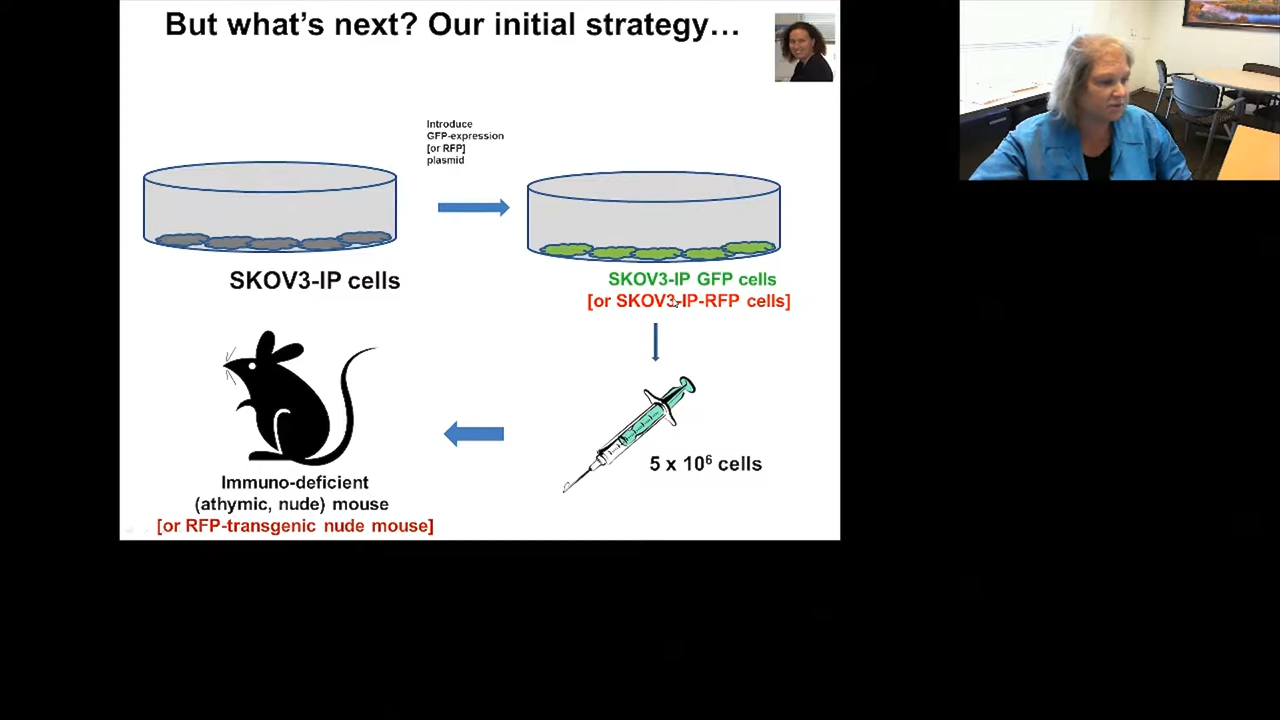 But what's next? Our initial strategy…
Introduce
GFP-expression
[or RFP]
plasmid
SKOV3-IP cells
SKOV3-IP GFP cells
[or SKOV3-IP-RFP cells]
5 x 10⁶ cells
Immuno-deficient
(athymic, nude) mouse
[or RFP-transgenic nude mouse]